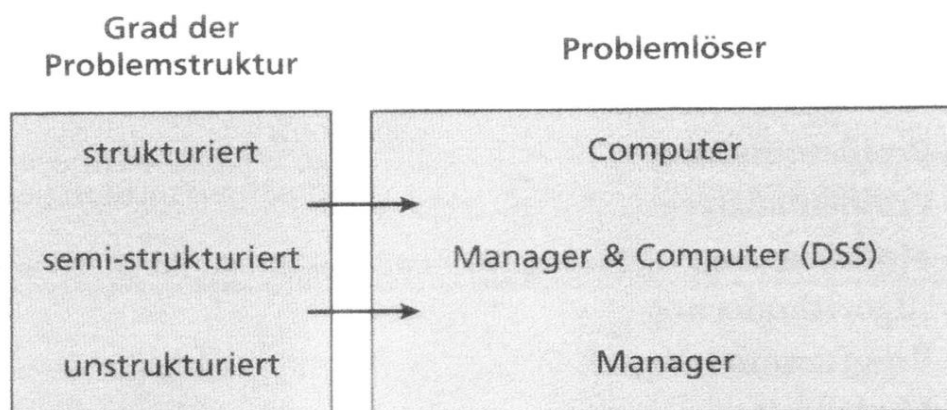 Grad der
Problemstruktur
Problemlöser
strukturiert
Computer
semi-strukturiert
Manager & Computer (DSS)
unstrukturiert
Manager